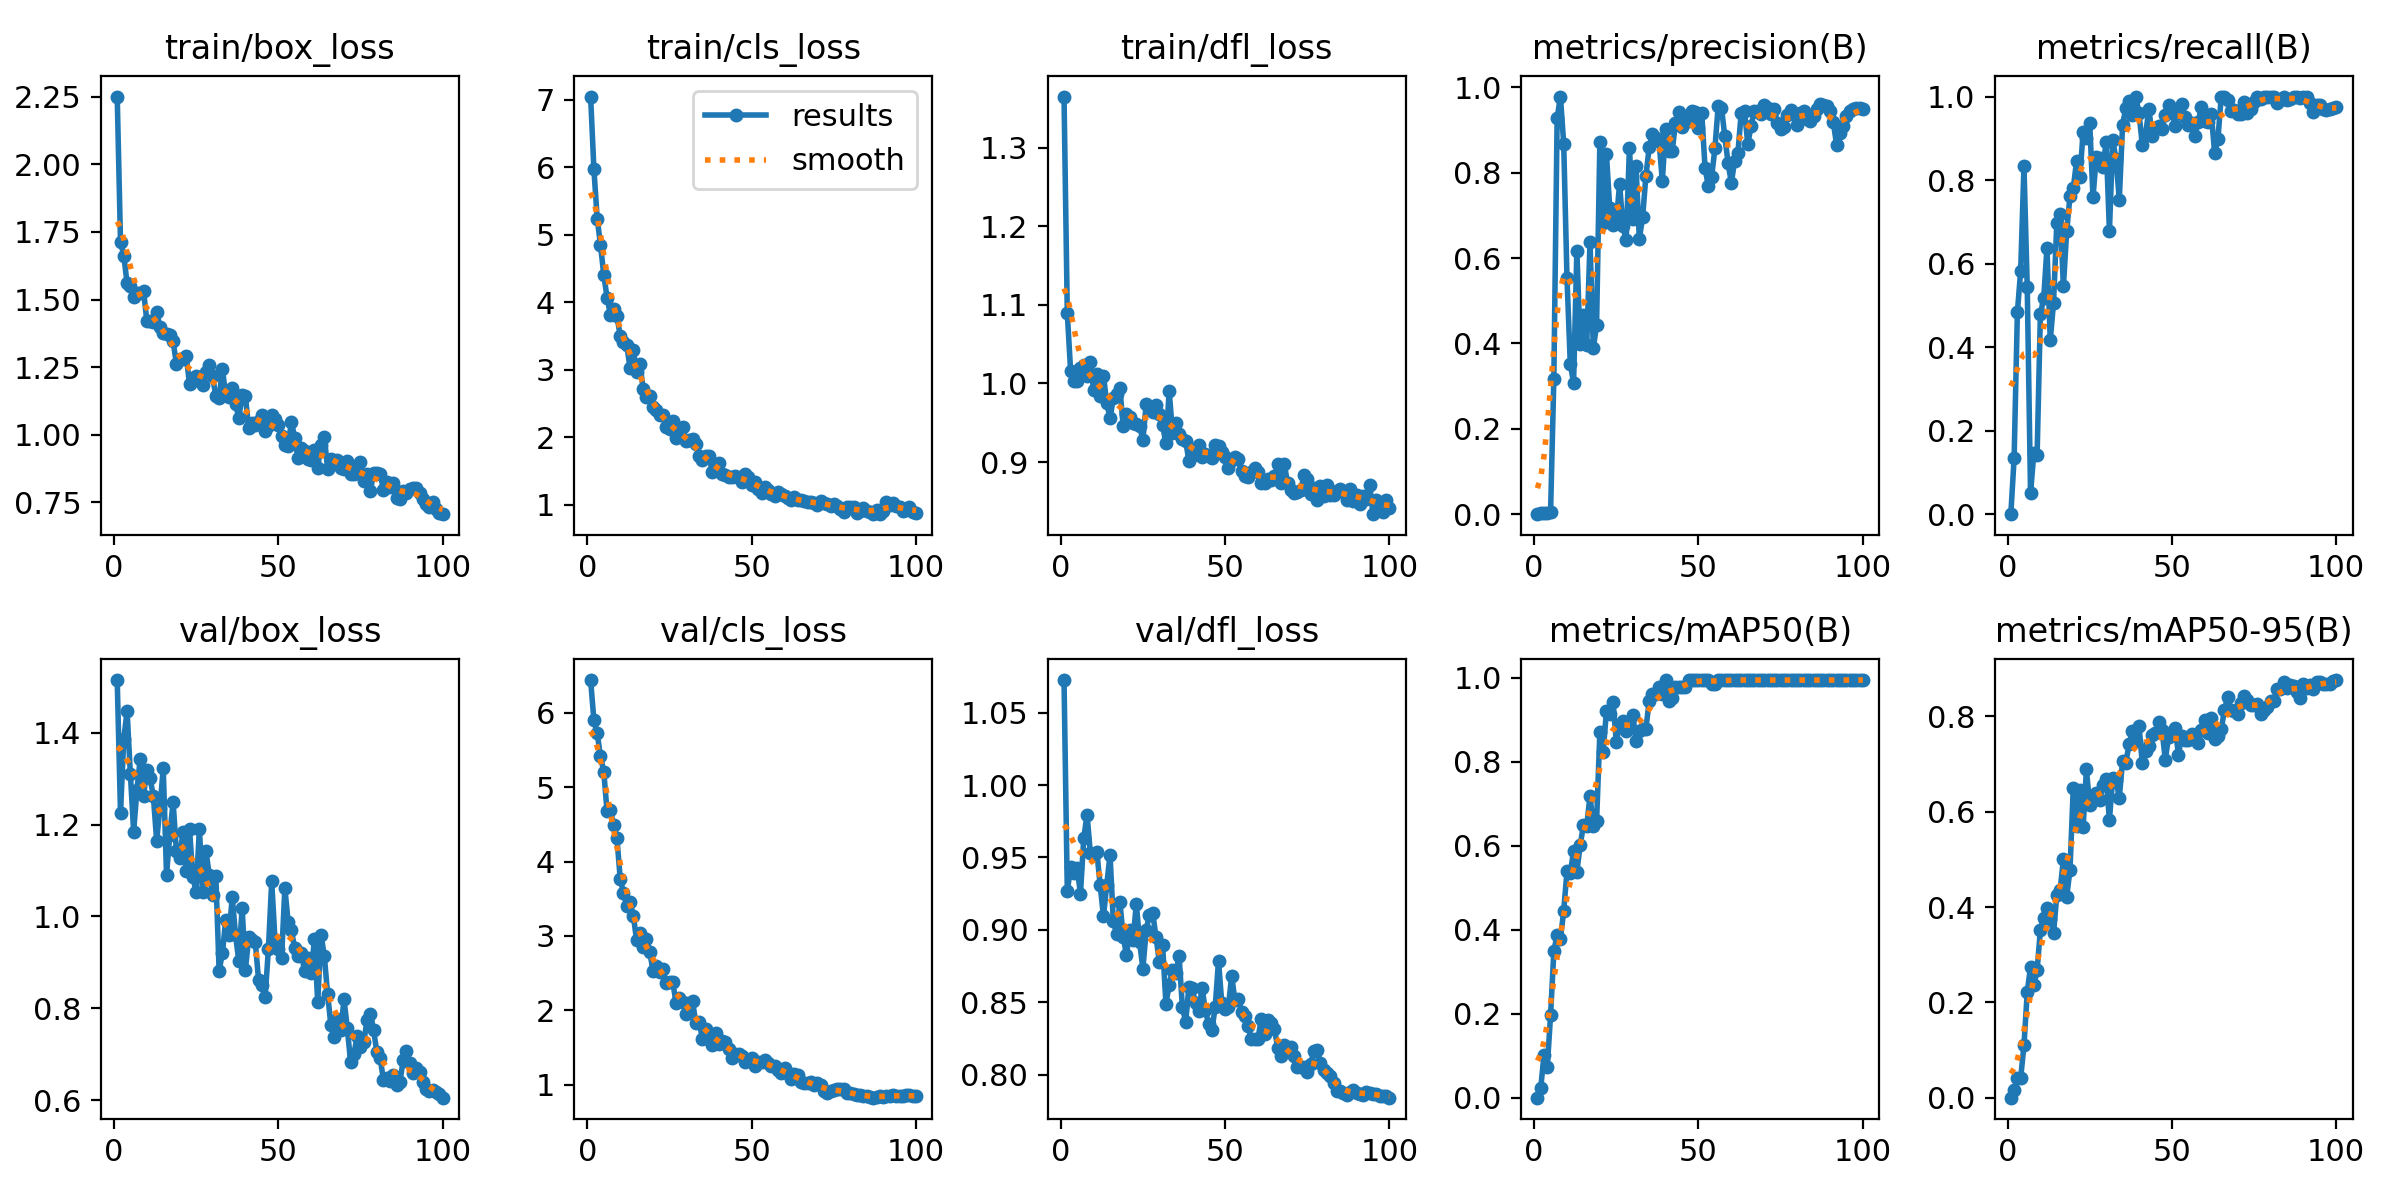 train/box_loss
2.25
2.00
1.75
1.50
1.25
1.00
0.75
0 50 100
train/cls_loss
results
smooth
7
6
5
4
3
2
1
0 50 100
train/dfl_loss
1.3
1.2
1.1
1.0
0.9
0 50 100
metrics/precision(B)
1.0
0.8
0.6
0.4
0.2
0.0
0 50 100
metrics/recall(B)
1.0
0.8
0.6
0.4
0.2
0.0
0 50 100
val/box_loss
1.4
1.2
1.0
0.8
0.6
0 50 100
val/cls_loss
6
5
4
3
2
1
0 50 100
val/dfl_loss
1.05
1.00
0.95
0.90
0.85
0.80
0 50 100
metrics/mAP50(B)
1.0
0.8
0.6
0.4
0.2
0.0
0 50 100
metrics/mAP50-95(B)
0.8
0.6
0.4
0.2
0.0
0 50 100